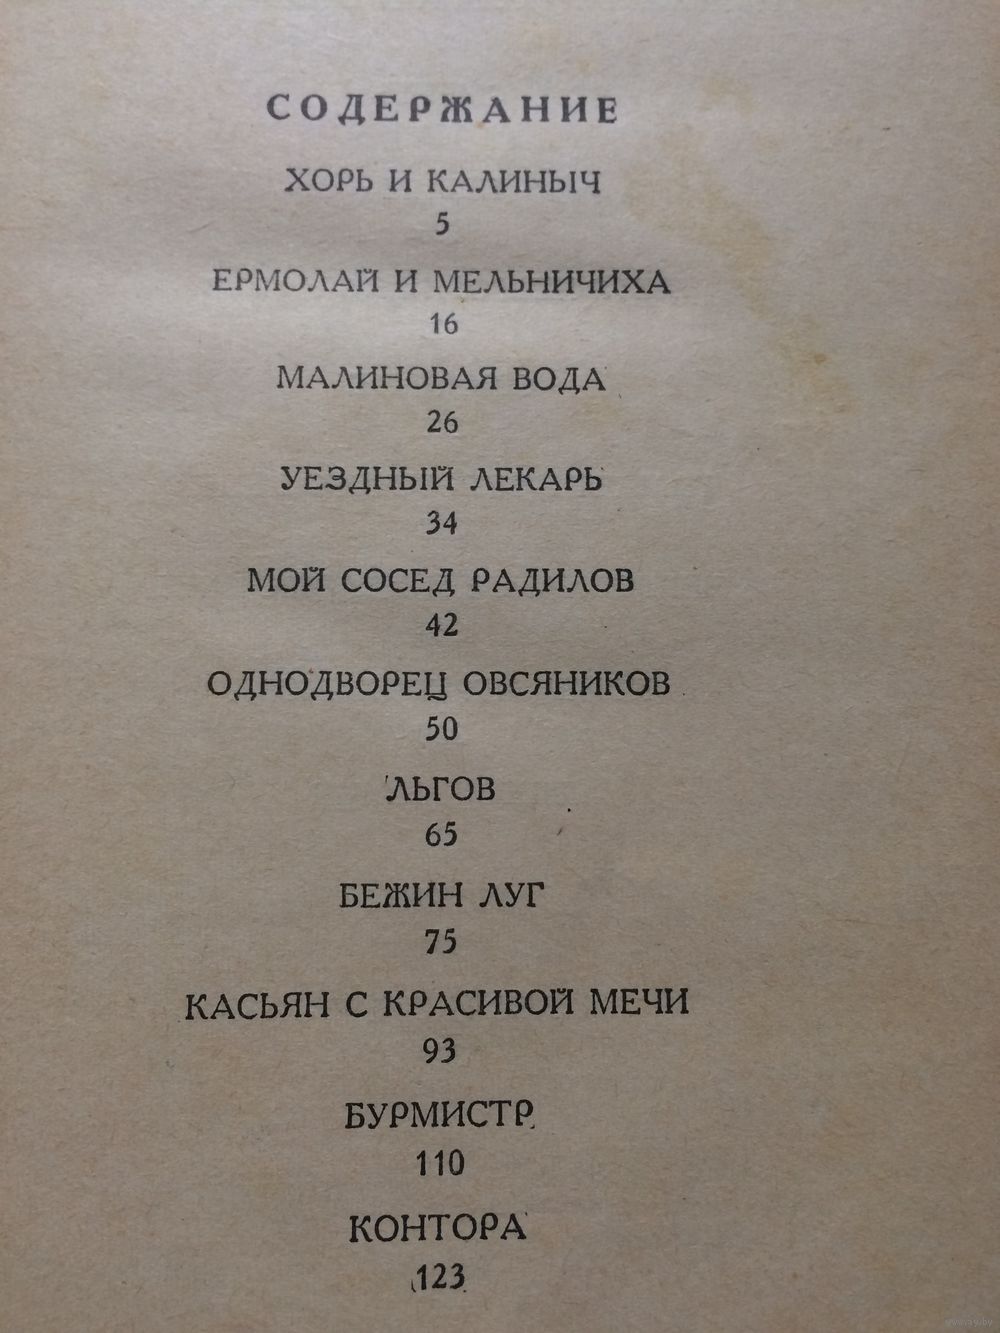 СОДЕРЖАНИЕ
ХОРЬ И КАЛИНЫЧ
5
ЕРМОЛАЙ И МЕЛЬНИЧИХА
16
МАЛИНОВАЯ ВОДА
26
УЕЗДНЫЙ ЛЕКАРЬ
34
МОЙ СОСЕД РАДИЛОВ
42
ОДНОДВОРЕЦ ОВСЯНИКОВ
50
ЛЬГОВ
65
БЕЖИН ЛУГ
75
КАСЬЯН С КРАСИВОЙ МЕЧИ
93
БУРМИСТР
110
КОНТОРА
123